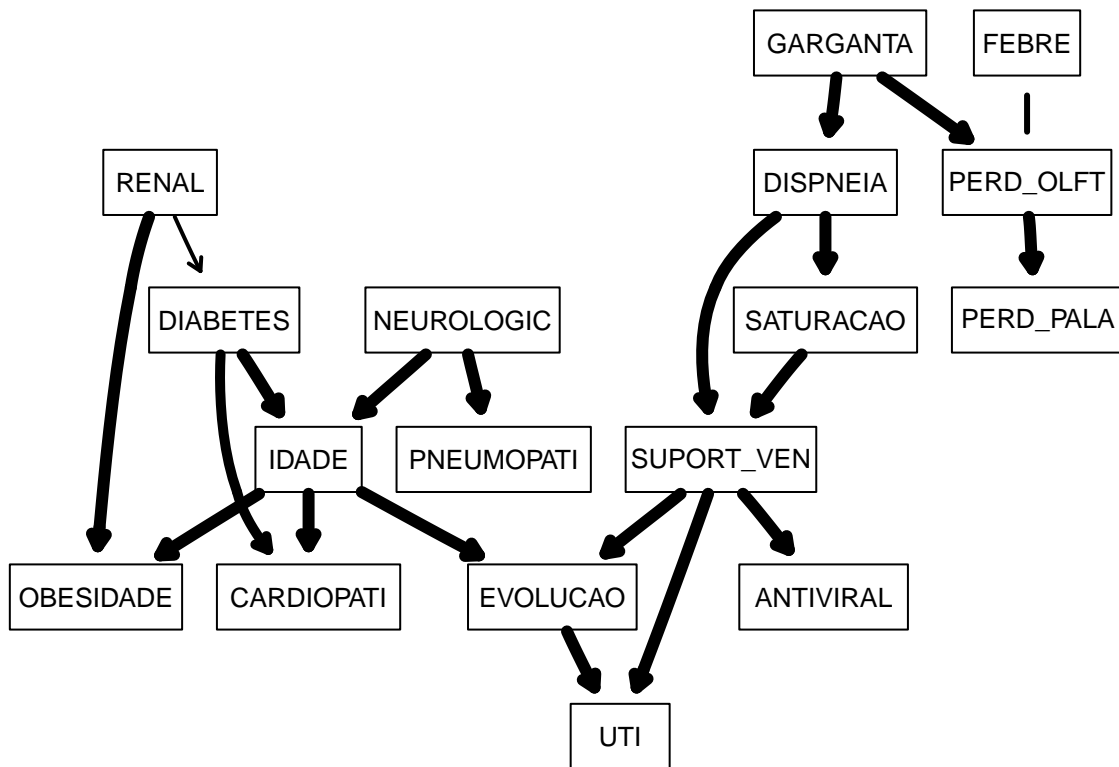 GARGANTA
FEBRE
RENAL
DISPNEIA
PERD_OLFT
DIABETES
NEUROLOGIC
SATURACAO
PERD_PALA
IDADE
PNEUMOPATI
SUPORT_VEN
OBESIDADE
CARDIOPATI
EVOLUCAO
ANTIVIRAL
UTI